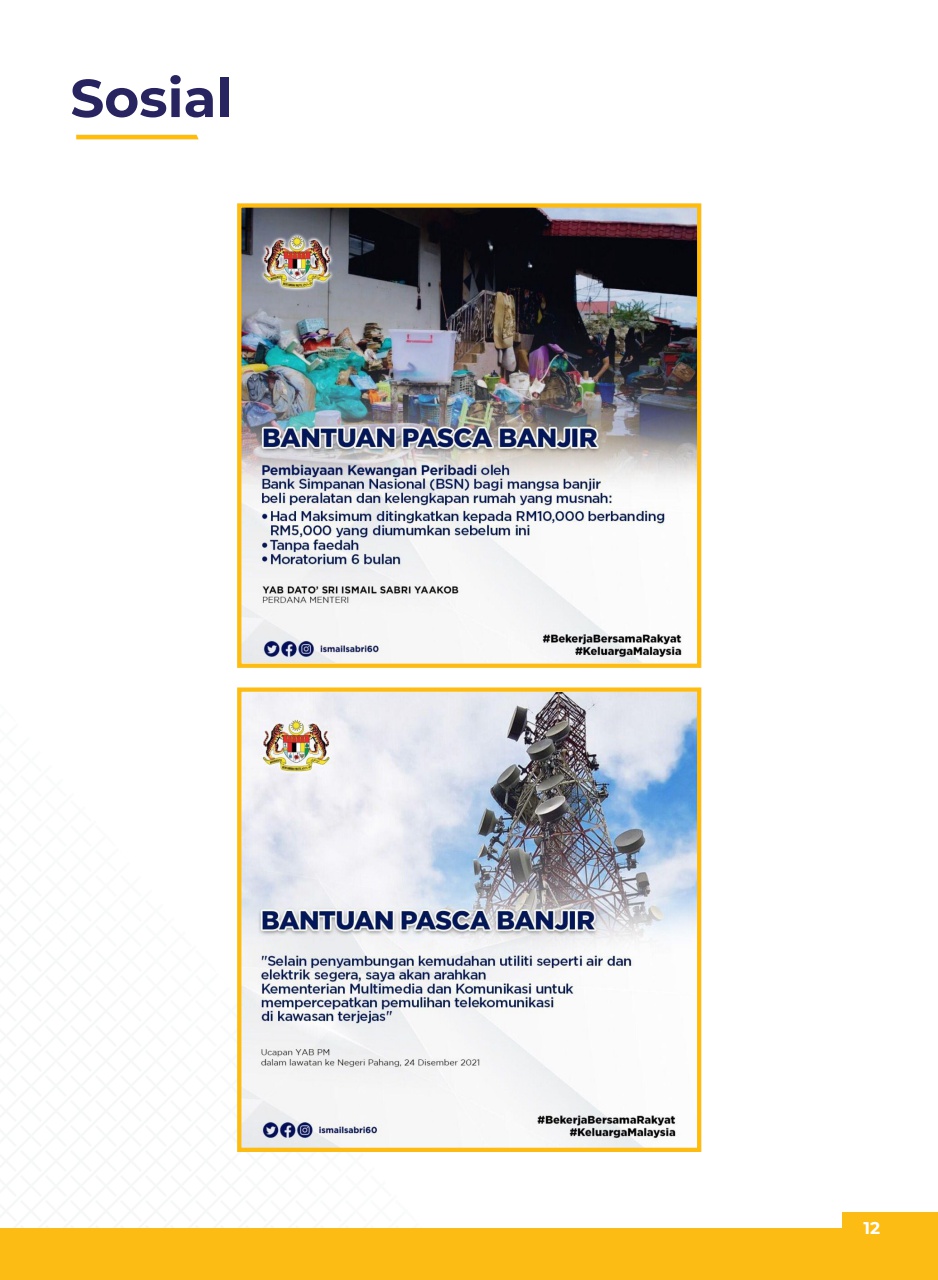 Sosial
BANTUAN PASCA BANJIR
Pembiayaan Kewangan Peribadi oleh
Bank Simpanan Nasional (BSN) bagi mangsa banjir
beli peralatan dan kelengkapan rumah yang musnah:
• Had Maksimum ditingkatkan kepada RM10,000 berbanding
RM5,000 yang diumumkan sebelum ini
• Tanpa faedah
• Moratorium 6 bulan
YAB DATO' SRI ISMAIL SABRI YAAKOB
PERDANA MENTERI
#BekerjaBersamaRakyat
ismailsabri60
#KeluargaMalaysia
BANTUAN PASCA BANJIR
"Selain penyambungan kemudahan utiliti seperti air dan
elektrik segera, saya akan arahkan
Kementerian Multimedia dan Komunikasi untuk
mempercepatkan pemulihan telekomunikasi
di kawasan terjejas"
Ucapan YAB PM
dalam lawatan ke Negeri Pahang, 24 Disember 2021
#BekerjaBersamaRakyat
ismailsabri60
#KeluargaMalaysia
12